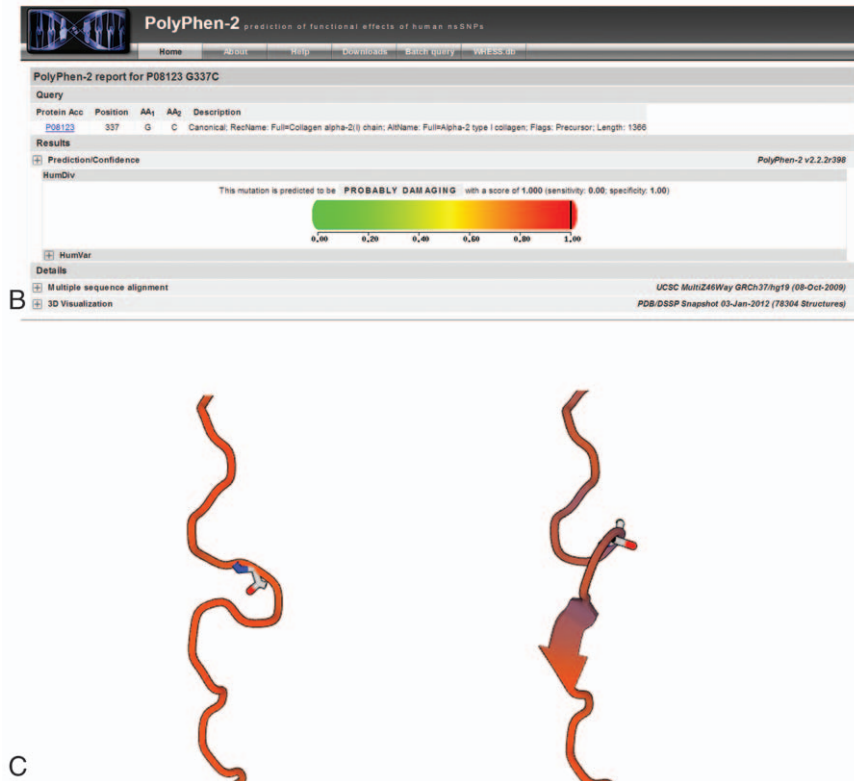 PolyPhen-2 prediction of functional effects of human nsSNPs
Home About Help Downloads Batch query WHESS.db
PolyPhen-2 report for P08123 G337C
Query
Protein Acc Position AA1 AA2 Description
P08123 337 G C Canonical; RecName: Full=Collagen alpha-2(I) chain; AltName: Full=Alpha-2 type I collagen; Flags: Precursor; Length: 1366
Results
Prediction/Confidence PolyPhen-2 v2.2.2r398
HumDiv
This mutation is predicted to be PROBABLY DAMAGING with a score of 1.000 (sensitivity: 0.00; specificity: 1.00)
0,00 0,20 0,40 0,60 0,80 1,00
HumVar
Details
Multiple sequence alignment UCSC MultiZ46Way GRCh37/hg19 (08-Oct-2009)
B
3D Visualization PDB/DSSP Snapshot 03-Jan-2012 (78304 Structures)
C